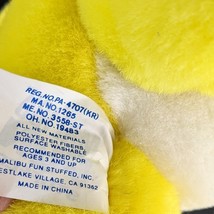 REG.NO.PA-4707(KR)
MA.NO.1265
ME.NO.3558-ST
OH.NO.19483
ALL NEW MATERIALS
POLYESTER FIBERS
SURFACE WASHABLE
RECOMMENDED FOR
AGES 3 AND UP
MALIBU FUN STUFFED, INC.
WESTLAKE VILLAGE, CA 91362
MADE IN CHINA